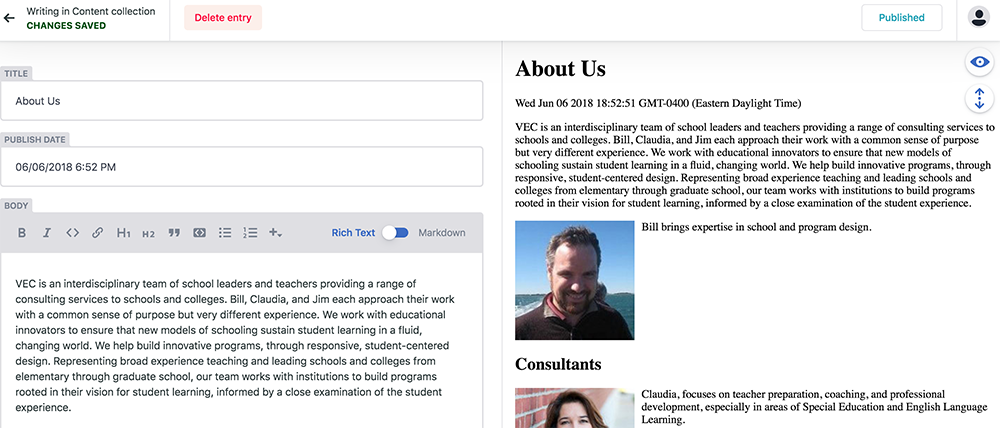 Writing in Content collection
CHANGES SAVED
Delete entry
Published
TITLE
About Us
PUBLISH DATE
06/06/2018 6:52 PM
BODY
B I <> H1 H2 Rich Text Markdown
VEC is an interdisciplinary team of school leaders and teachers providing a range of
consulting services to schools and colleges. Bill, Claudia, and Jim each approach their work
with a common sense of purpose but very different experience. We work with educational
innovators to ensure that new models of schooling sustain student learning in a fluid,
changing world. We help build innovative programs, through responsive, student-centered
design. Representing broad experience teaching and leading schools and colleges from
elementary through graduate school, our team works with institutions to build programs
rooted in their vision for student learning, informed by a close examination of the student
experience.
About Us
Wed Jun 06 2018 18:52:51 GMT-0400 (Eastern Daylight Time)
VEC is an interdisciplinary team of school leaders and teachers providing a range of consulting services to
schools and colleges. Bill, Claudia, and Jim each approach their work with a common sense of purpose
but very different experience. We work with educational innovators to ensure that new models of
schooling sustain student learning in a fluid, changing world. We help build innovative programs, through
responsive, student-centered design. Representing broad experience teaching and leading schools and
colleges from elementary through graduate school, our team works with institutions to build programs
rooted in their vision for student learning, informed by a close examination of the student experience.
Bill brings expertise in school and program design.
Consultants
Claudia, focuses on teacher preparation, coaching, and professional
development, especially in areas of Special Education and English Language
Learning.